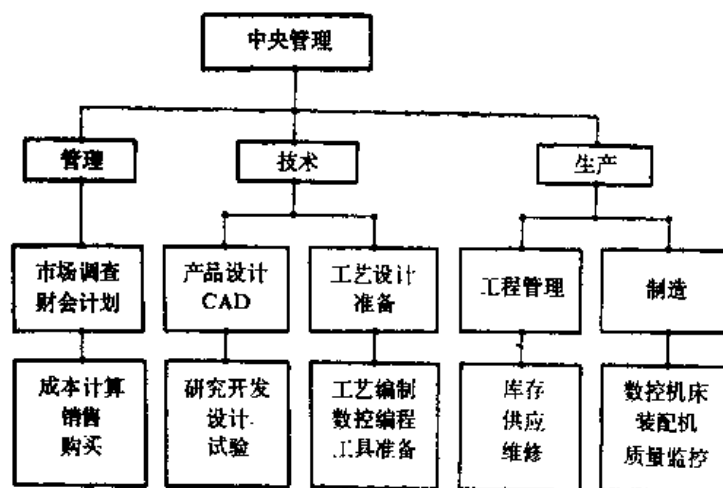 中央管理
管理
技术
生产
市场调查
财会计划
产品设计
CAD
工艺设计
准备
工程管理
制造
成本计算
销售
购买
研究开发
设计
试验
工艺编制
数控编程
工具准备
库存
供应
维修
数控机床
装配机
质量监控